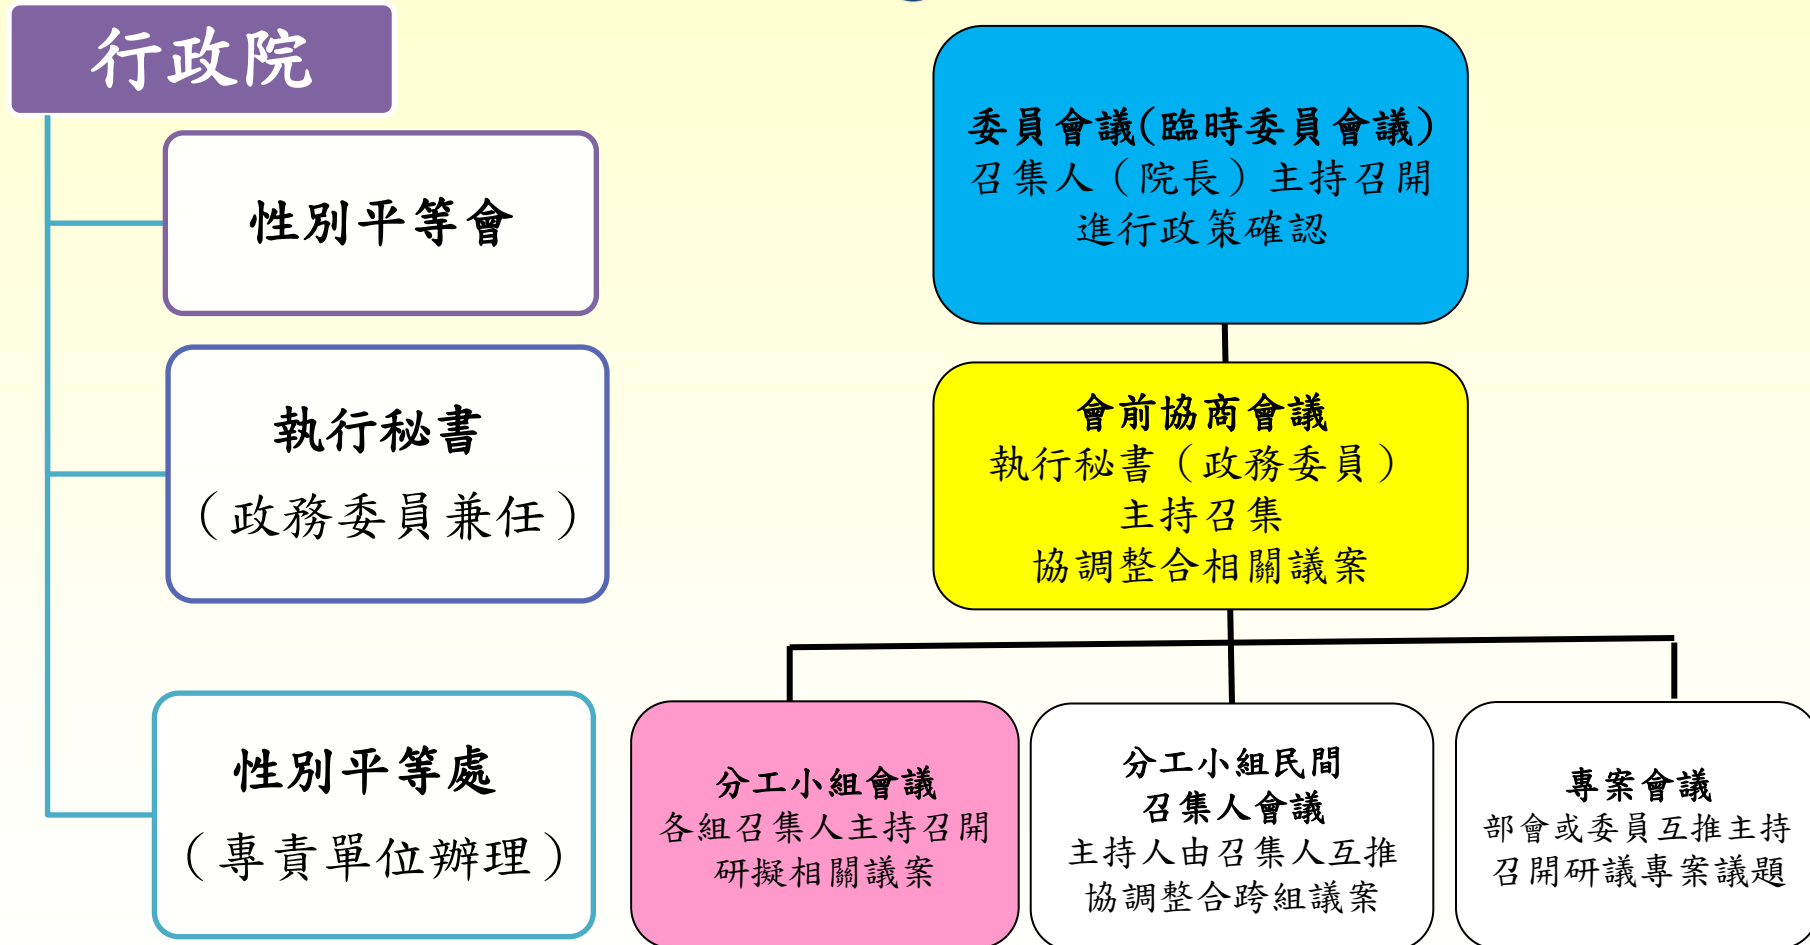 行政院
性別平等會
執行秘書
（政務委員兼任）
性別平等處
（專責單位辦理）
委員會議(臨時委員會議)
召集人（院長）主持召開
進行政策確認
會前協商會議
執行秘書（政務委員）
主持召集
協調整合相關議案
分工小組會議
各組召集人主持召開
研擬相關議案
分工小組民間
召集人會議
主持人由召集人互推
協調整合跨組議案
專案會議
部會或委員互推主持
召開研議專案議題